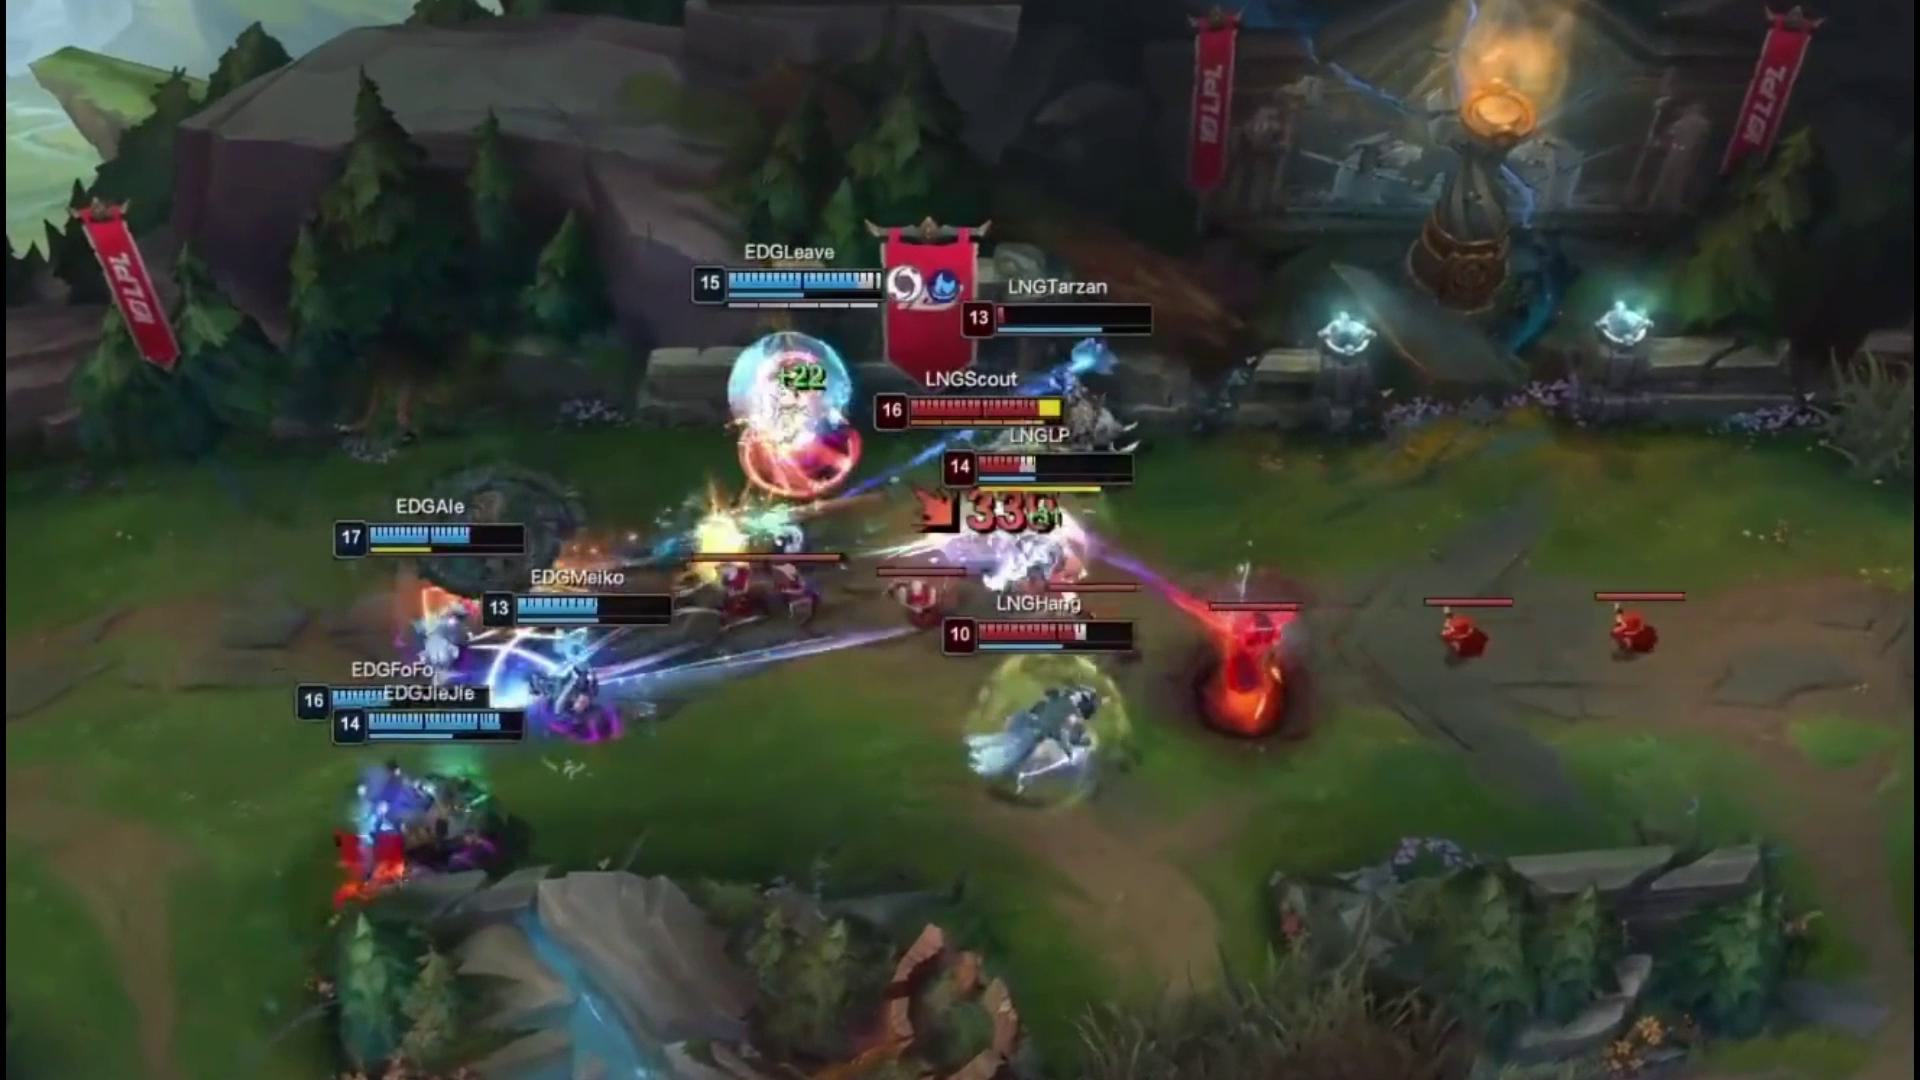 LPL
LPL
LPL
EDGLeave
15
LNGTarzan
13
+22
LNGScout
16
LNGLP
14
EDGAle
17
EDGMeiko
13
LNGHang
10
EDGFoFo
16
EDGJieJie
14